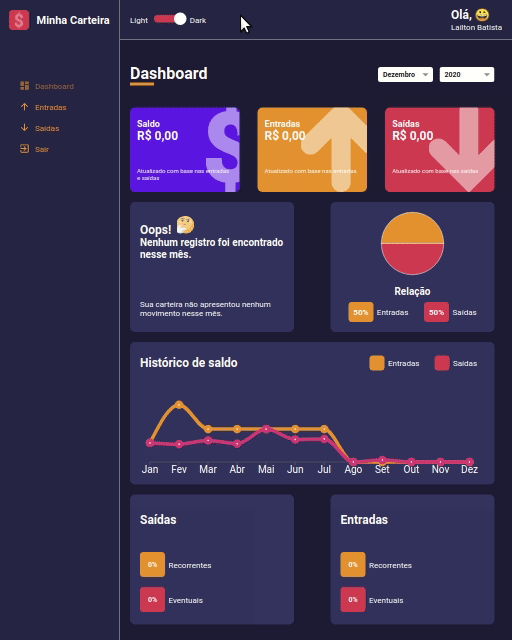 Minha Carteira
Light
Dark
Olá,
Lailton Batista
Dashboard
Entradas
Saídas
Sair
Dashboard
Dezembro
2020
Saldo
R$ 0,00
Atualizado com base nas entradas
e saídas
Entradas
R$ 0,00
Atualizado com base nas entradas
Saídas
R$ 0,00
Atualizado com base nas saídas
Oops!
Nenhum registro foi encontrado
nesse mês.
Sua carteira não apresentou nenhum
movimento nesse mês.
Relação
50% Entradas
50% Saídas
Histórico de saldo
Entradas
Saídas
Jan Fev Mar Abr Mai Jun Jul Ago Set Out Nov Dez
Saídas
0% Recorrentes
0% Eventuais
Entradas
0% Recorrentes
0% Eventuais